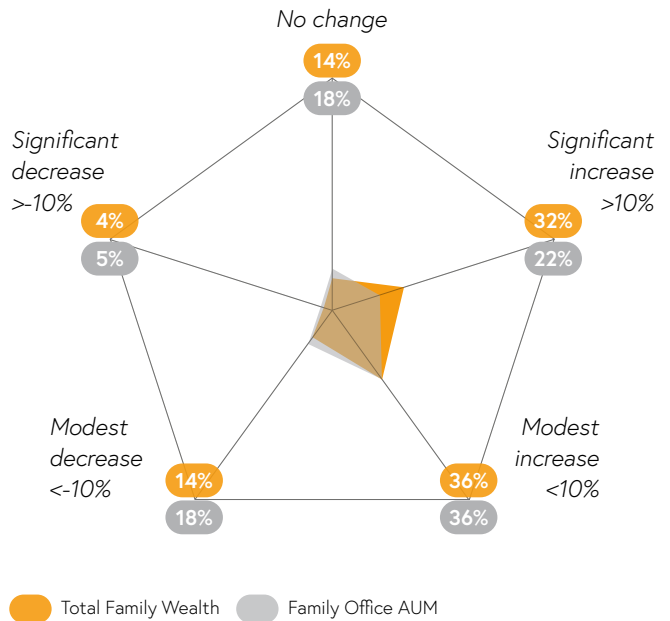 No change
14%
18%
Significant
decrease
>-10%
4%
5%
Significant
increase
>10%
32%
22%
Modest
decrease
<-10%
14%
18%
Modest
increase
<10%
36%
36%
Total Family Wealth
Family Office AUM